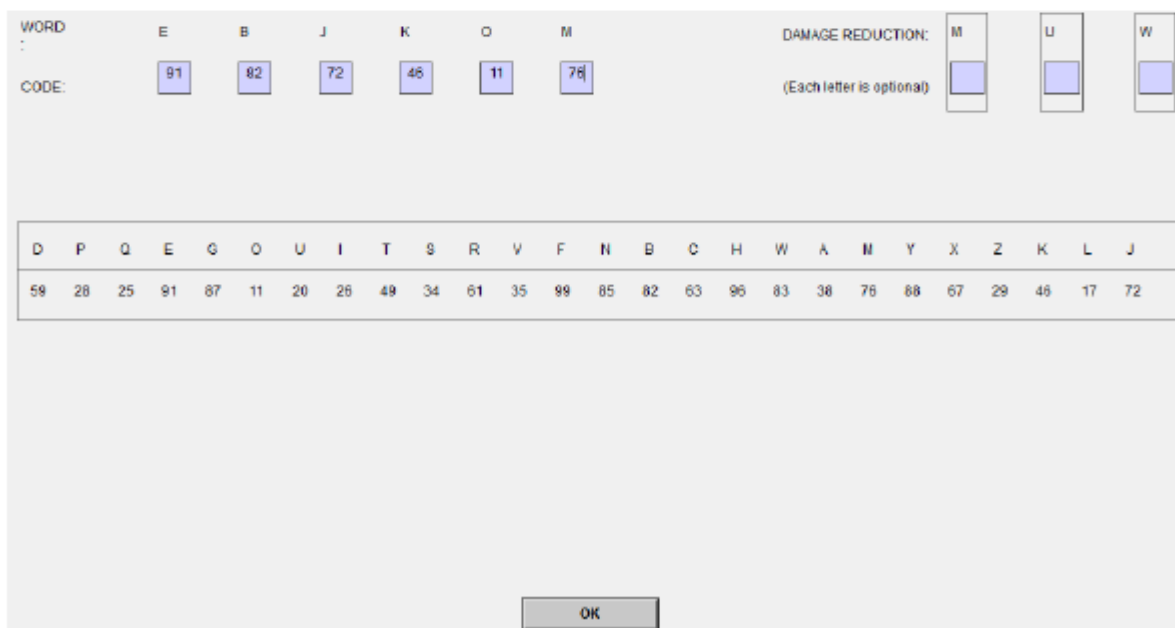 WORD : E B J K O M DAMAGE REDUCTION: M U W
CODE: 91 82 72 46 11 76 (Each letter is optional)
D P Q E G O U I T S R V F N B C H W A M Y X Z K L J
59 28 25 91 87 11 20 26 49 34 61 35 99 85 82 63 96 83 38 76 88 67 29 46 17 72
OK